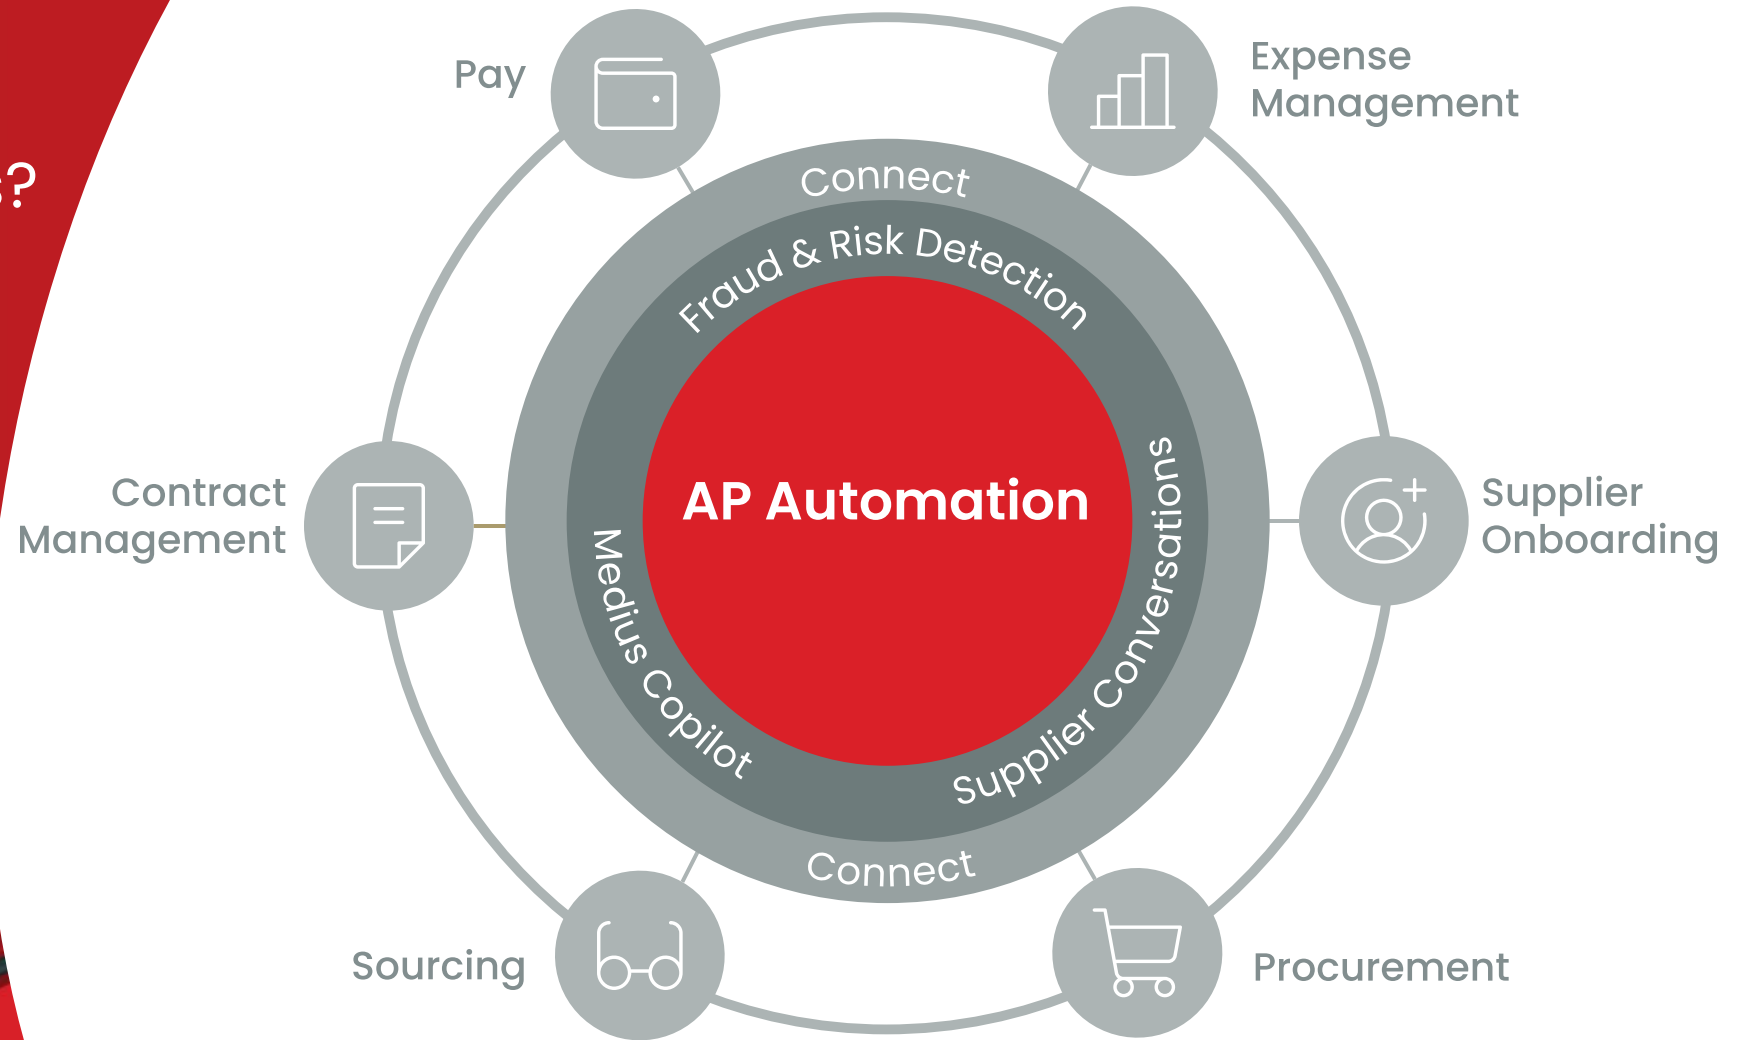 s?
Pay
Expense
Management
Connect
Fraud & Risk Detection
AP Automation
Contract
Management
Supplier
Onboarding
Medius Copilot
Supplier Conversations
Connect
Sourcing
Procurement